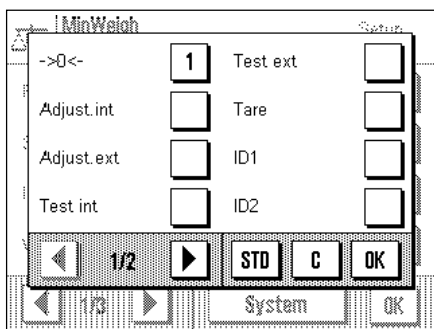 MinWeigh Setup
->0<- 1 Test ext
Adjust.int Tare
Adjust.ext ID1
Test int ID2
1/2 STD C OK
1/3 System OK